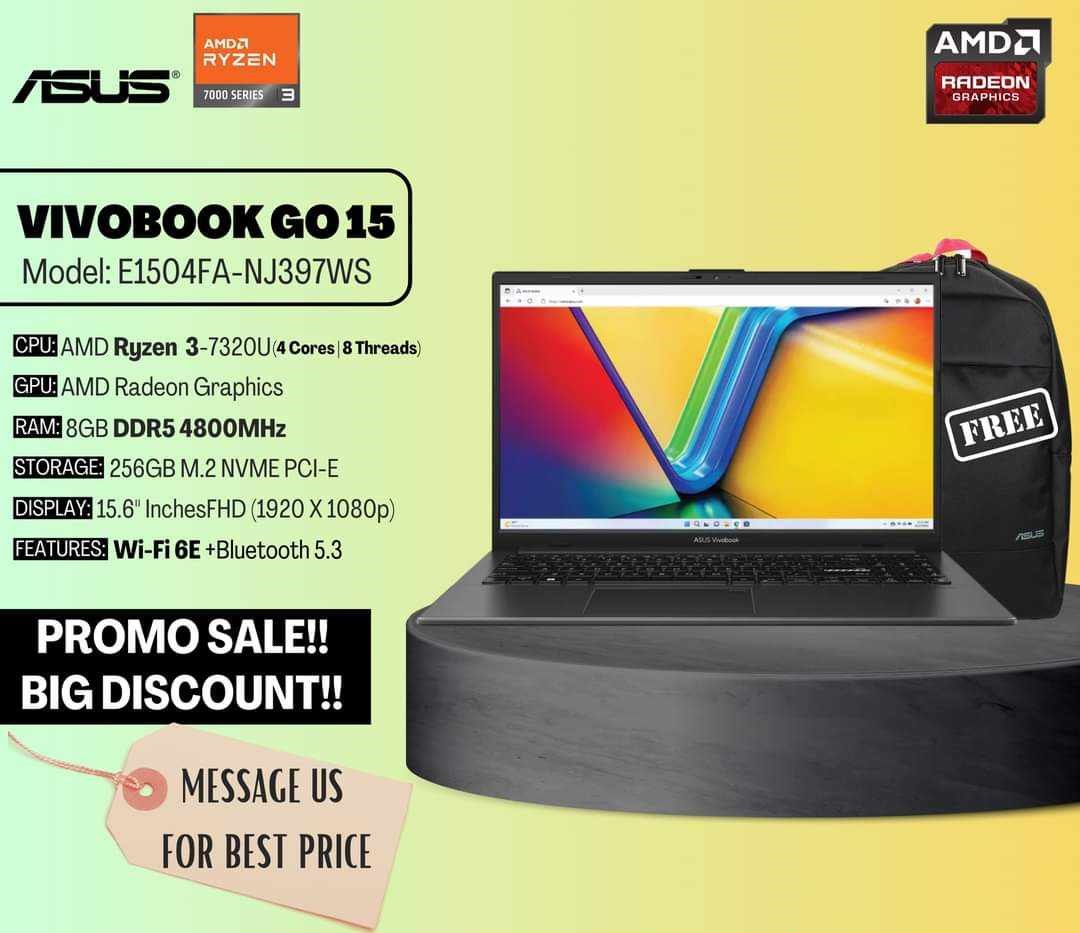 ASUS®
AMD
RYZEN
7000 SERIES 3
AMD
RADEON
GRAPHICS
VIVOBOOK GO 15
Model: E1504FA-NJ397WS
CPU: AMD Ryzen 3-7320U (4 Cores | 8 Threads)
GPU: AMD Radeon Graphics
RAM: 8GB DDR5 4800MHz
STORAGE: 256GB M.2 NVME PCI-E
DISPLAY: 15.6" InchesFHD (1920 X 1080p)
FEATURES: Wi-Fi 6E +Bluetooth 5.3
ASUS Vivobook
FREE
ASUS
PROMO SALE!!
BIG DISCOUNT!!
MESSAGE US
FOR BEST PRICE